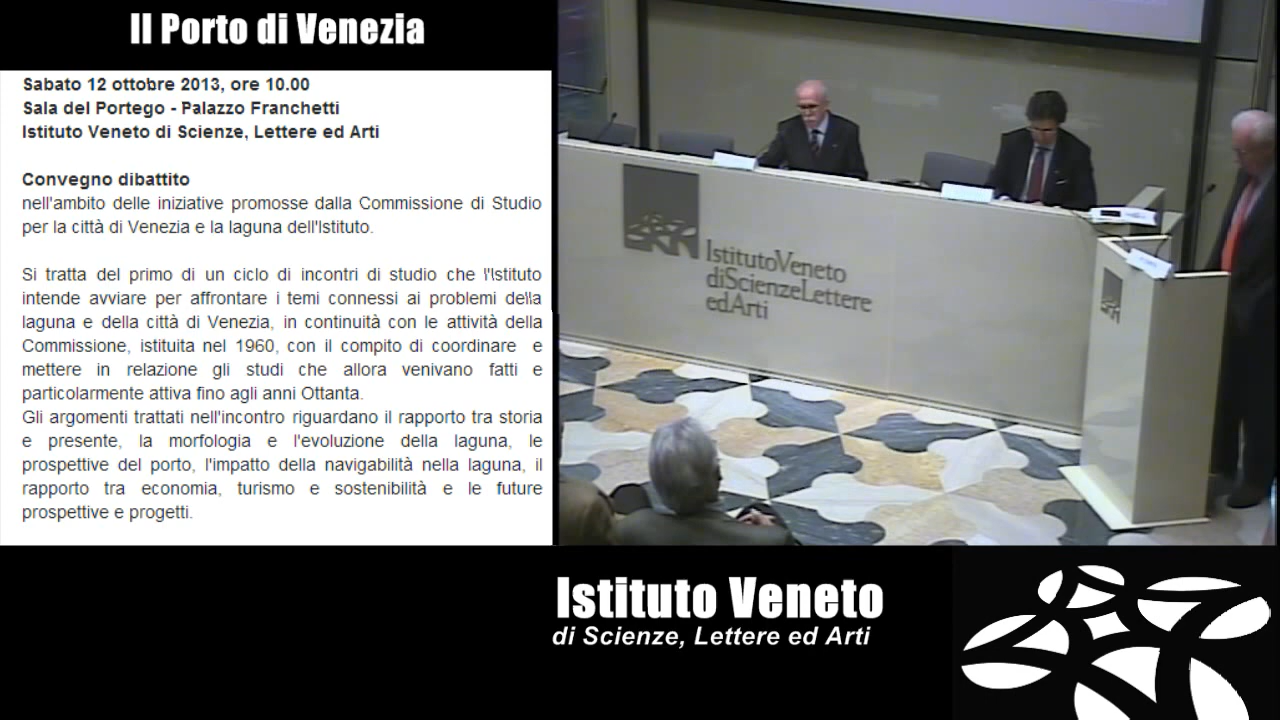 Il Porto di Venezia
Sabato 12 ottobre 2013, ore 10.00
Sala del Portego - Palazzo Franchetti
Istituto Veneto di Scienze, Lettere ed Arti
Convegno dibattito
nell'ambito delle iniziative promosse dalla Commissione di Studio
per la città di Venezia e la laguna dell'Istituto.
Si tratta del primo di un ciclo di incontri di studio che l'Istituto
intende avviare per affrontare i temi connessi ai problemi della
laguna e della città di Venezia, in continuità con le attività della
Commissione, istituita nel 1960, con il compito di coordinare e
mettere in relazione gli studi che allora venivano fatti e
particolarmente attiva fino agli anni Ottanta.
Gli argomenti trattati nell'incontro riguardano il rapporto tra storia
e presente, la morfologia e l'evoluzione della laguna, le
prospettive del porto, l'impatto della navigabilità nella laguna, il
rapporto tra economia, turismo e sostenibilità e le future
prospettive e progetti.
IstitutoVeneto
diScienzeLettere
edArti
Istituto Veneto
di Scienze, Lettere ed Arti